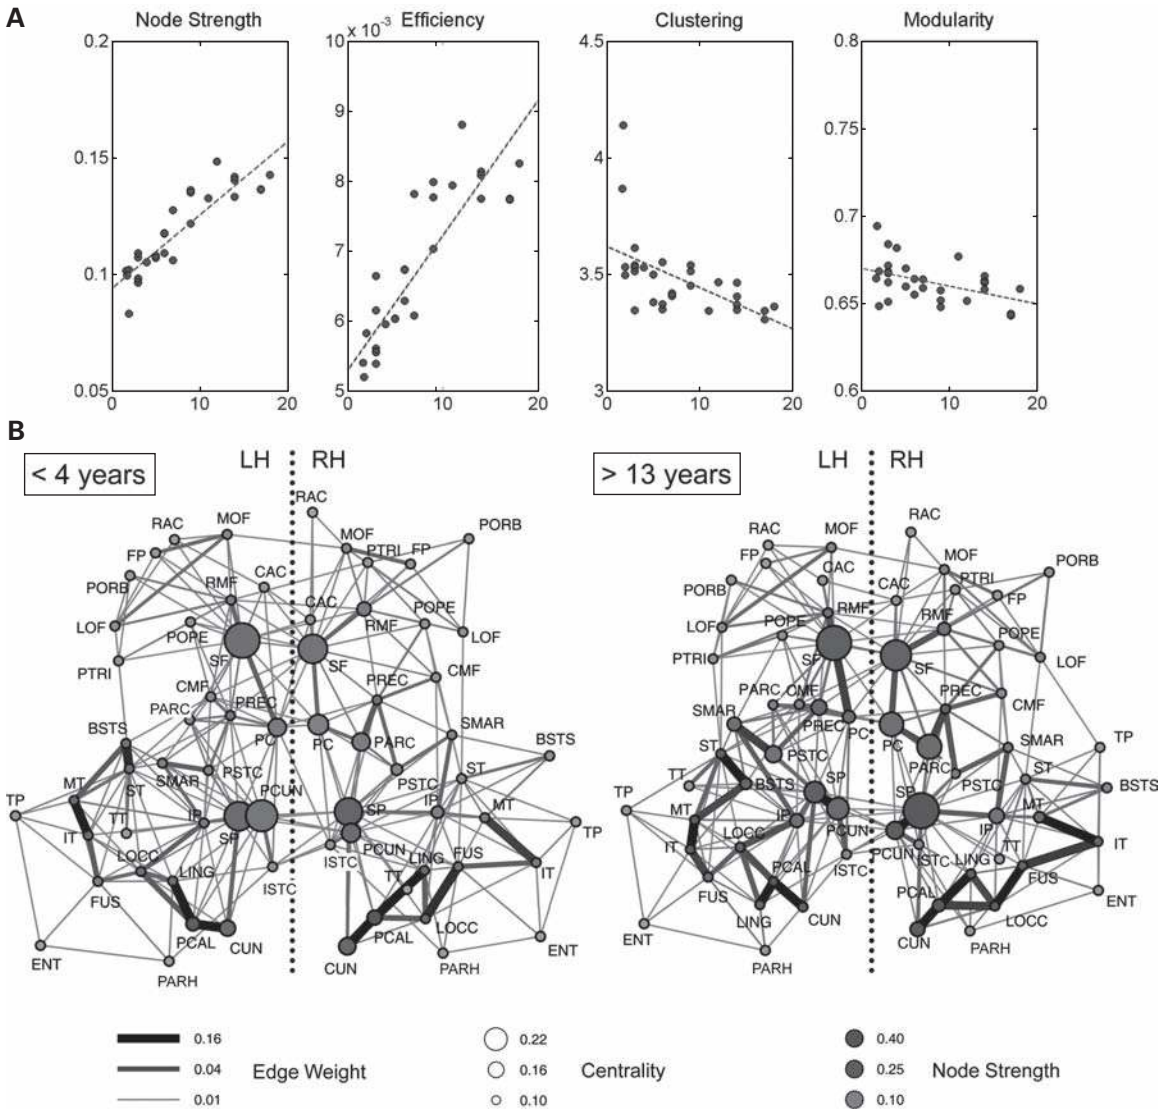 A
Node Strength
Efficiency
Clustering
Modularity
0.2
0.15
0.1
0.05
0
10
20
10
× 10⁻³
9
8
7
6
5
0
10
20
4.5
4
3.5
3
0
10
20
0.8
0.75
0.7
0.65
0.6
0
10
20
B
< 4 years
LH
RH
RAC
MOF
FP
CAC
PORB
RMF
LOF
POPE
SF
PTRI
CMF
PREC
PARC
BSTS
PC
SMAR
PSTC
PCUN
MT
ST
TP
TT
IP
SP
IT
LOCC
LING
ISTC
FUS
PCAL
CUN
ENT
PARH
RAC
PORB
MOF
PTRI
FP
CAC
RMF
POPE
LOF
SF
PREC
CMF
PC
PARC
SMAR
BSTS
PSTC
ST
SP
IP
MT
TP
PCUN
ISTC
LING
FUS
TT
IT
PCAL
LOCC
CUN
PARH
ENT
> 13 years
LH
RH
RAC
MOF
FP
CAC
PORB
RMF
LOF
POPE
PTRI
SF
PARC
CMF
SMAR
PREC
PC
ST
PSTC
TT
BSTS
SP
TP
MT
LOCC
IP
PCUN
IT
PCAL
ISTC
FUS
LING
CUN
ENT
PARH
RAC
MOF
PTRI
PORB
CAC
RMF
FP
POPE
SF
LOF
PREC
CMF
PC
SMAR
TP
PARC
PSTC
ST
BSTS
SP
MT
IP
PCUN
ISTC
LING
TT
IT
FUS
PCAL
ENT
LOCC
CUN
PARH
0.16
0.04
0.01
Edge Weight
0.22
0.16
0.10
Centrality
0.40
0.25
0.10
Node Strength